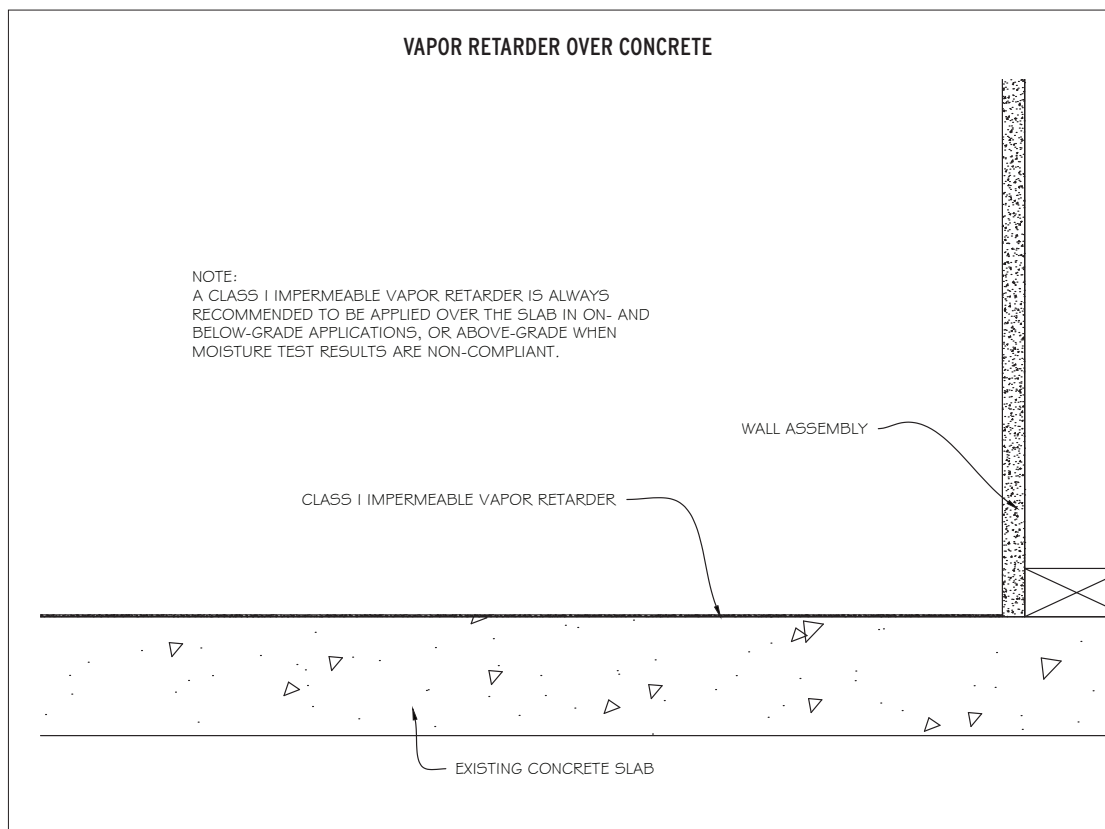 VAPOR RETARDER OVER CONCRETE
NOTE:
A CLASS I IMPERMEABLE VAPOR RETARDER IS ALWAYS
RECOMMENDED TO BE APPLIED OVER THE SLAB IN ON- AND
BELOW-GRADE APPLICATIONS, OR ABOVE-GRADE WHEN
MOISTURE TEST RESULTS ARE NON-COMPLIANT.
WALL ASSEMBLY
CLASS I IMPERMEABLE VAPOR RETARDER
EXISTING CONCRETE SLAB